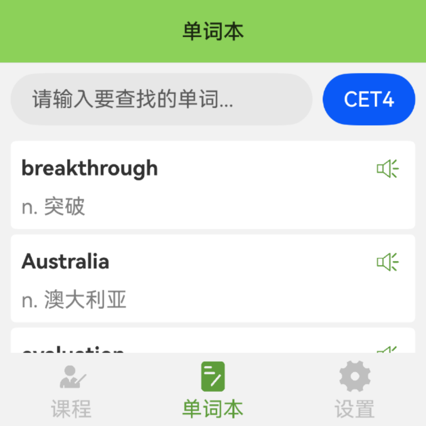 单词本
请输入要查找的单词...
CET4
breakthrough
n. 突破
Australia
n. 澳大利亚
课程
单词本
设置